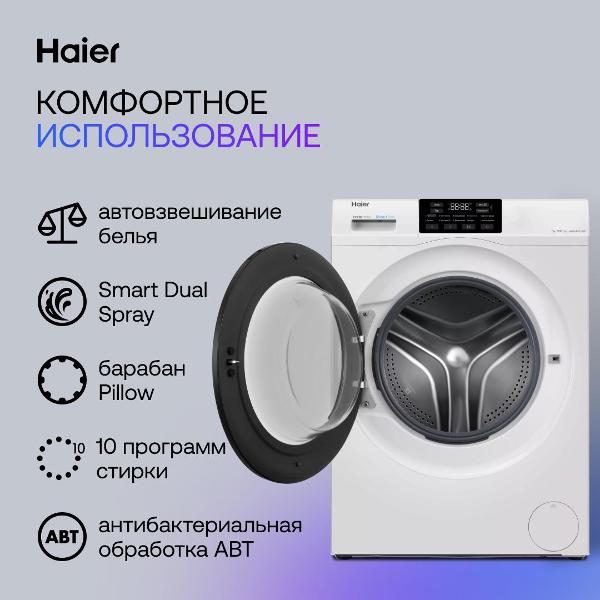 Haier
КОМФОРТНОЕ
ИСПОЛЬЗОВАНИЕ
автовзвешивание
белья
Smart Dual
Spray
барабан
Pillow
10
10 программ
стирки
ABT
антибактериальная
обработка ABT
Haier